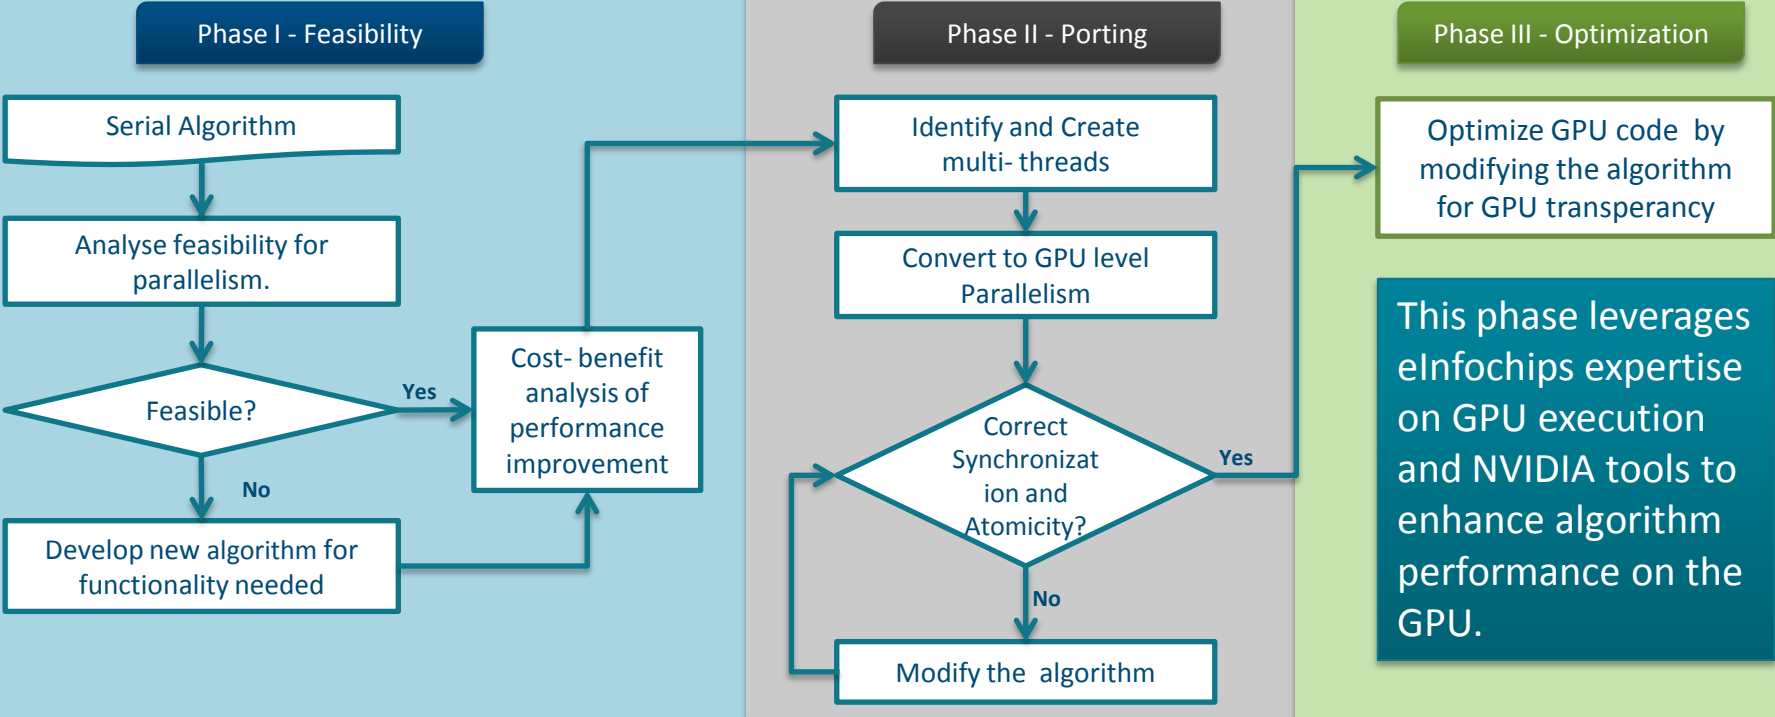 Phase I - Feasibility
Serial Algorithm
Analyse feasibility for
parallelism.
Feasible?
Yes
No
Develop new algorithm for
functionality needed
Cost- benefit
analysis of
performance
improvement
Phase II - Porting
Identify and Create
multi- threads
Convert to GPU level
Parallelism
Correct
Synchronizat
ion and
Atomicity?
Yes
No
Modify the  algorithm
Phase III - Optimization
Optimize GPU code  by
modifying the algorithm
for GPU transperancy
This phase leverages
eInfochips expertise
on GPU execution
and NVIDIA tools to
enhance algorithm
performance on the
GPU.